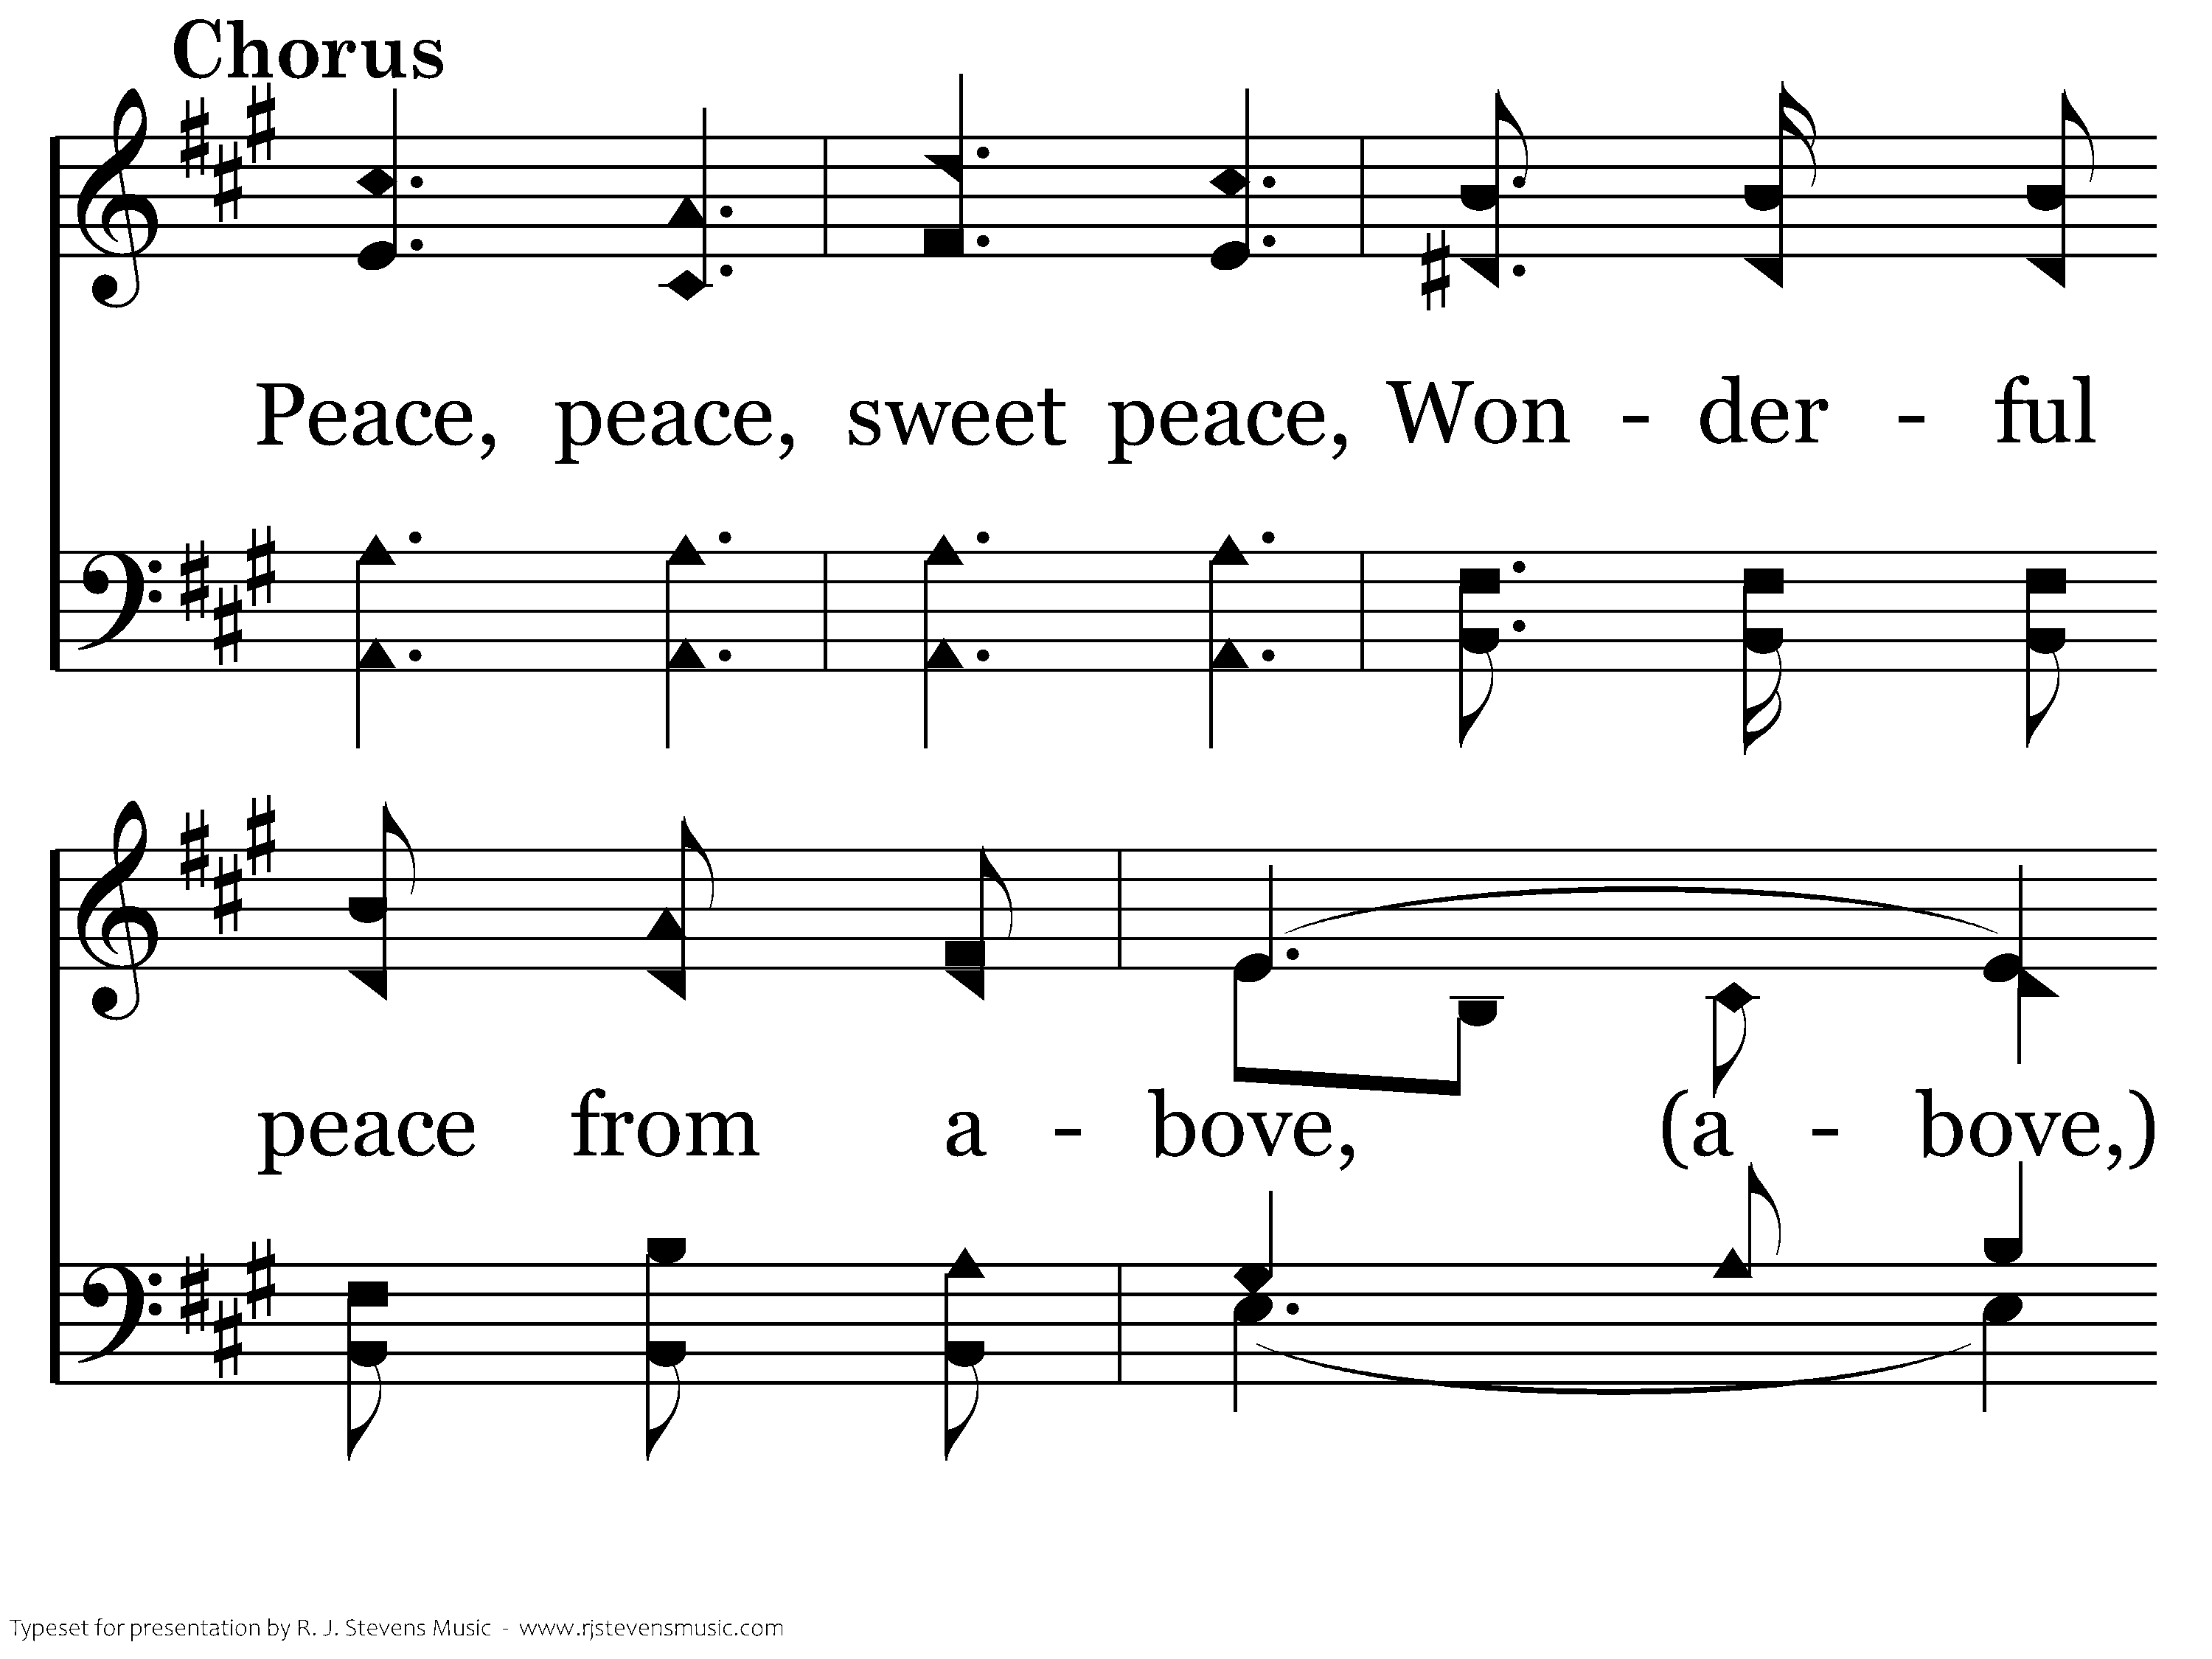 Chorus
Peace, peace, sweet peace, Won - der - ful
peace from a - bove, (a - bove,)
Typeset for presentation by R. J. Stevens Music - www.rjstevensmusic.com